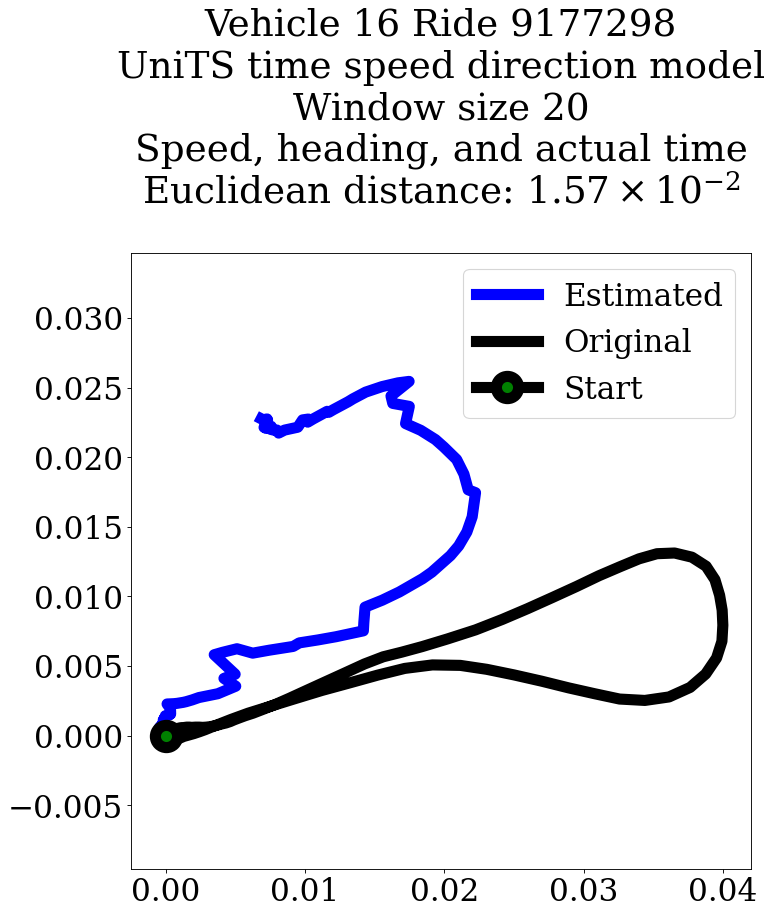 Vehicle 16 Ride 9177298
UniTS time speed direction model
Window size 20
Speed, heading, and actual time
Euclidean distance: 1.57 × 10⁻²
Estimated
Original
Start
0.030
0.025
0.020
0.015
0.010
0.005
0.000
−0.005
0.00 0.01 0.02 0.03 0.04